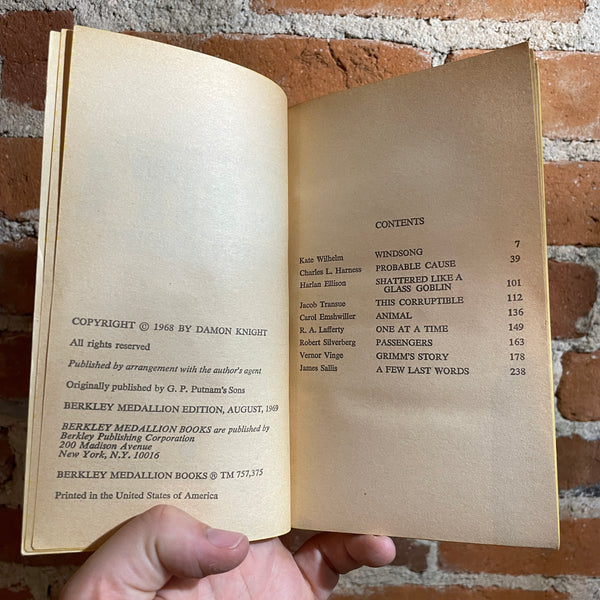 COPYRIGHT © 1968 BY DAMON KNIGHT
All rights reserved
Published by arrangement with the author's agent
Originally published by G. P. Putnam's Sons
BERKLEY MEDALLION EDITION, AUGUST, 1969
BERKLEY MEDALLION BOOKS are published by
Berkley Publishing Corporation
200 Madison Avenue
New York, N.Y. 10016
BERKLEY MEDALLION BOOKS ® TM 757,375
Printed in the United States of America
CONTENTS
Kate Wilhelm WINDSONG 7
Charles L. Harness PROBABLE CAUSE 39
Harlan Ellison SHATTERED LIKE A
GLASS GOBLIN 101
Jacob Transue THIS CORRUPTIBLE 112
Carol Emshwiller ANIMAL 136
R. A. Lafferty ONE AT A TIME 149
Robert Silverberg PASSENGERS 163
Vernor Vinge GRIMM'S STORY 178
James Sallis A FEW LAST WORDS 238